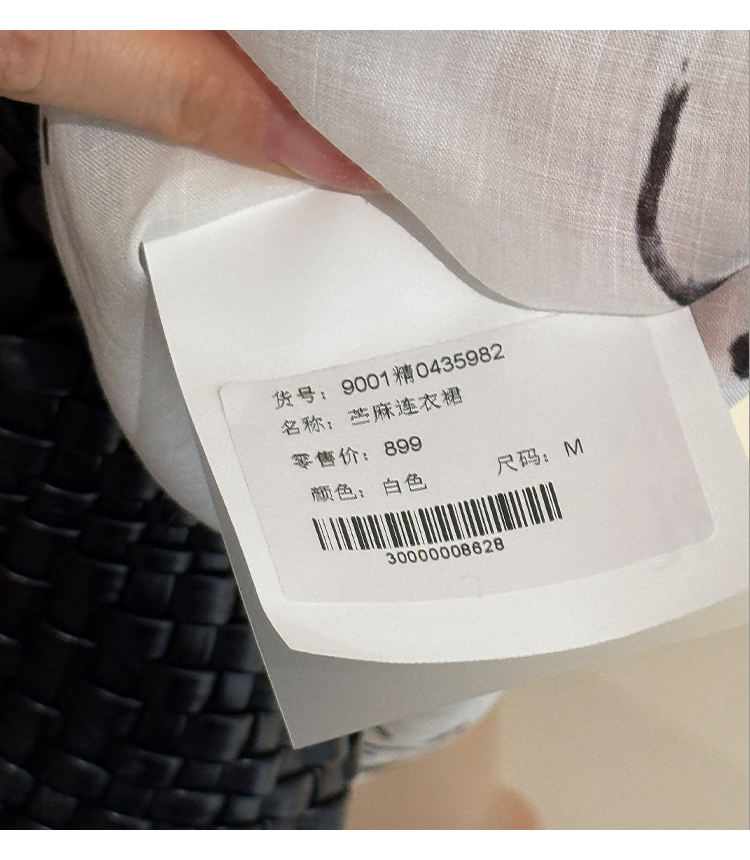 货号：9001精0435982
名称：苎麻连衣裙
零售价：899
颜色：白色 尺码：M
30000008628